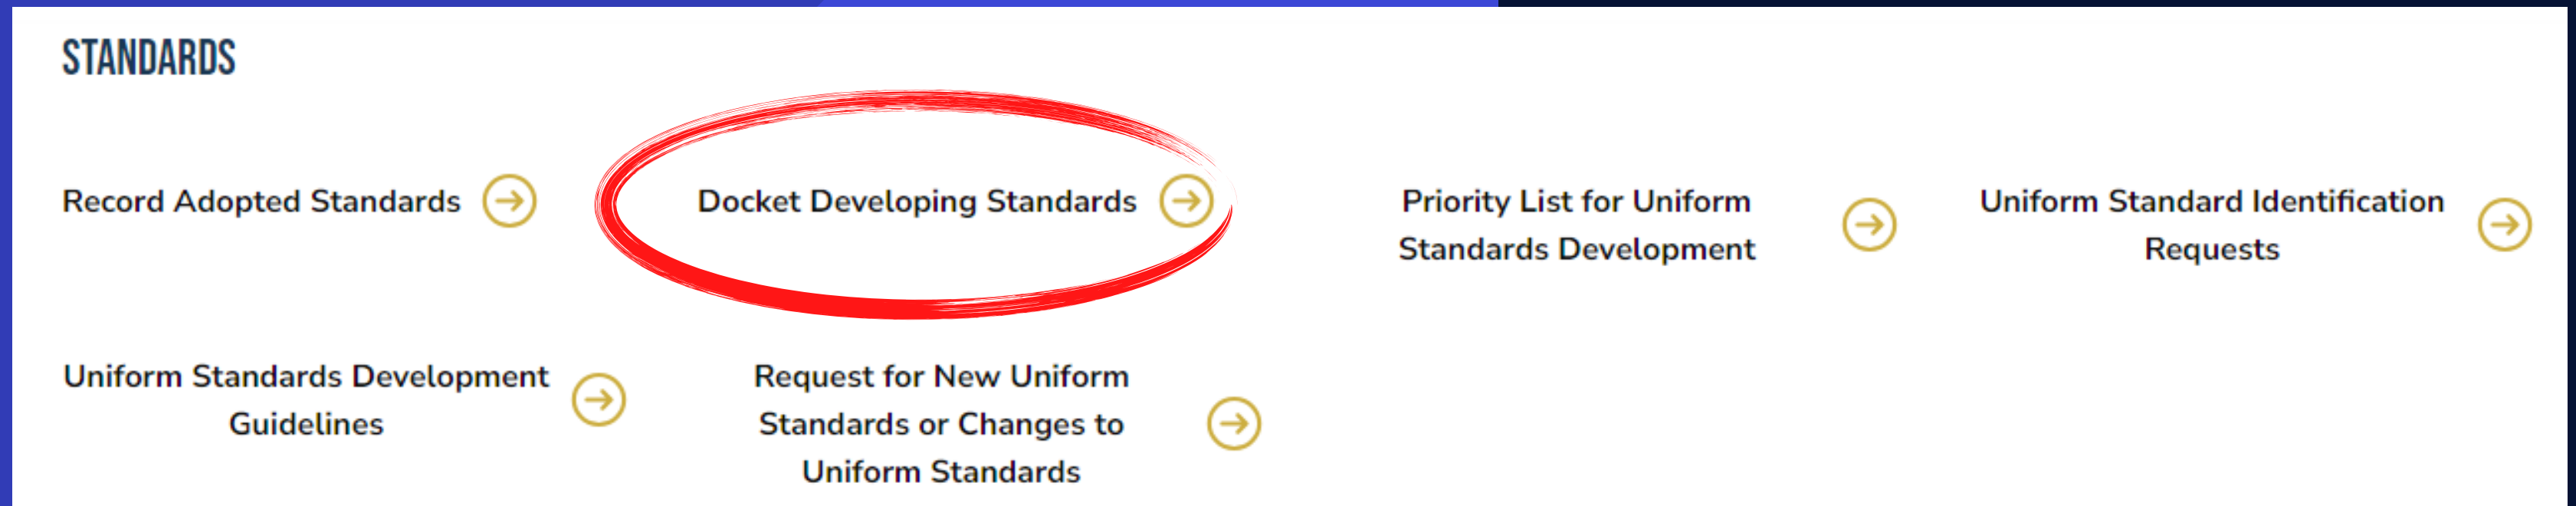 STANDARDS
Record Adopted Standards
Docket Developing Standards
Priority List for Uniform
Standards Development
Uniform Standard Identification
Requests
Uniform Standards Development
Guidelines
Request for New Uniform
Standards or Changes to
Uniform Standards